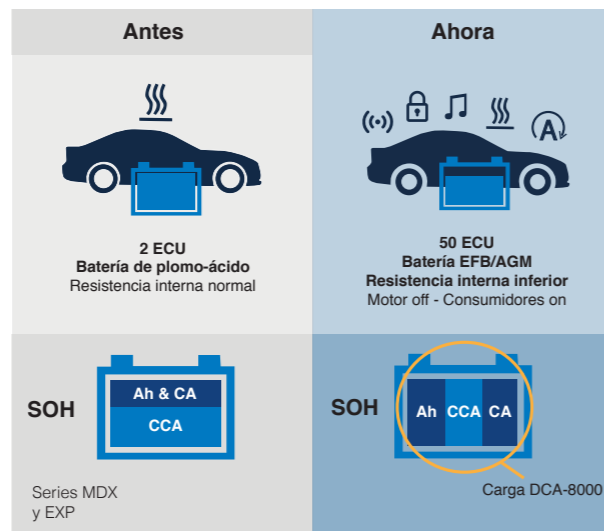 Antes
2 ECU
Batería de plomo-ácido
Resistencia interna normal
SOH
Ah & CA
CCA
Series MDX
y EXP
Ahora
A
50 ECU
Batería EFB/AGM
Resistencia interna inferior
Motor off - Consumidores on
SOH
Ah CCA CA
Carga DCA-8000